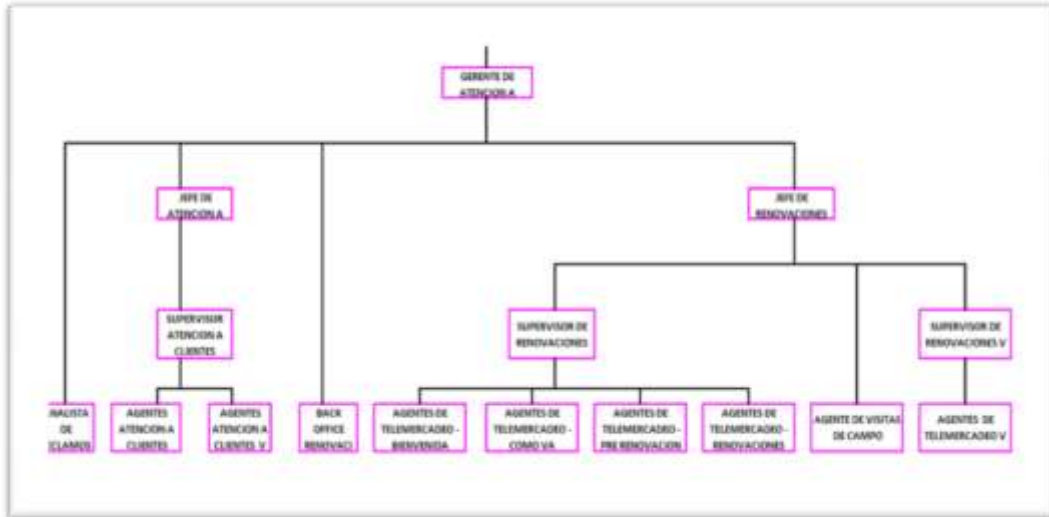 GERENTE DE
ATENCION A
JEFE DE
ATENCION A
JEFE DE
RENOVACIONES
SUPERVISOR
ATENCION A
CLIENTES
SUPERVISOR DE
RENOVACIONES
SUPERVISOR DE
RENOVACIONES V
NALISTA
DE
CLAMOS
AGENTES
ATENCION A
CLIENTES
AGENTES
ATENCION A
CLIENTES V
BACK
OFFICE
RENOVACI
AGENTES DE
TELEMERCADEO -
BIENVENIDA
AGENTES DE
TELEMERCADEO -
COMO VA
AGENTES DE
TELEMERCADEO -
PRE RENOVACION
AGENTES DE
TELEMERCADEO -
RENOVACIONES
AGENTE DE VISITAS
DE CAMPO
AGENTES DE
TELEMERCADEO V